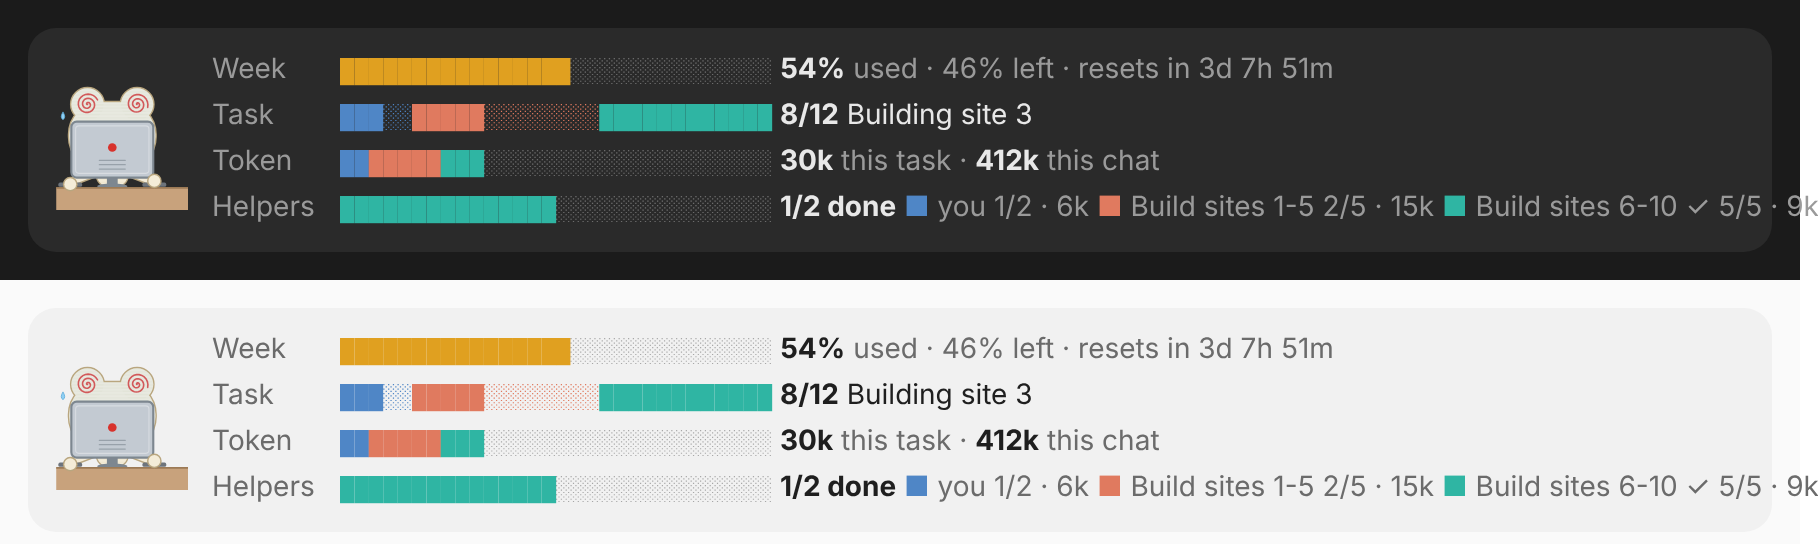 Week 54% used · 46% left · resets in 3d 7h 51m
Task 8/12 Building site 3
Token 30k this task · 412k this chat
Helpers 1/2 done you 1/2 · 6k Build sites 1-5 2/5 · 15k Build sites 6-10 ✓ 5/5 · 9k
Week 54% used · 46% left · resets in 3d 7h 51m
Task 8/12 Building site 3
Token 30k this task · 412k this chat
Helpers 1/2 done you 1/2 · 6k Build sites 1-5 2/5 · 15k Build sites 6-10 ✓ 5/5 · 9k